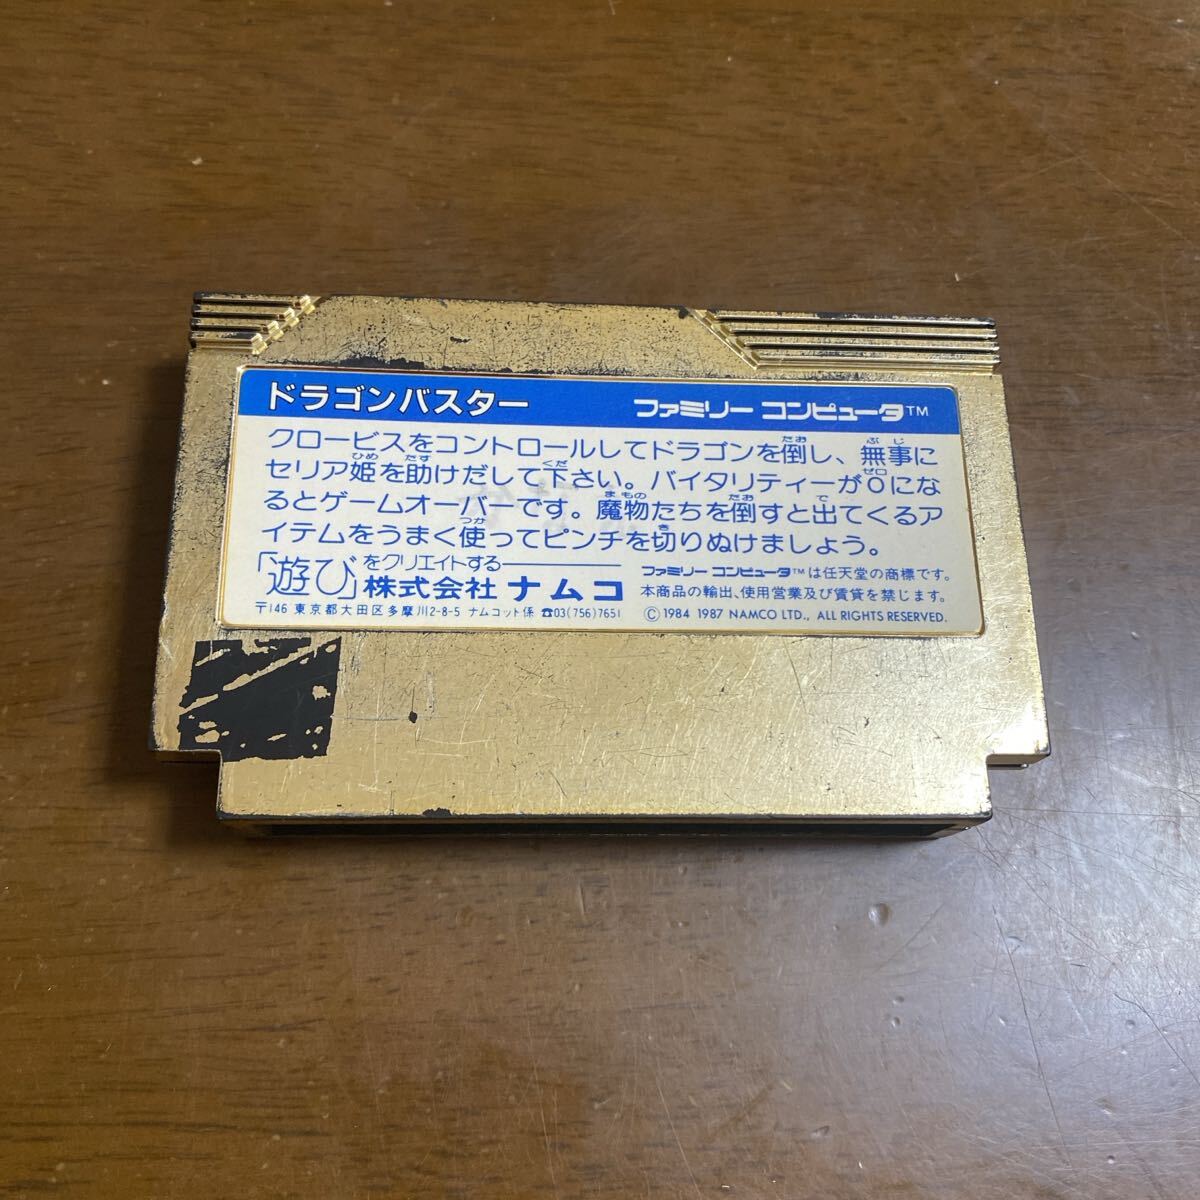 ドラゴンバスター ファミリー コンピュータ™
クロービスをコントロールしてドラゴンを倒し、無事に
セリア姫を助けだして下さい。バイタリティーが0にな
るとゲームオーバーです。魔物たちを倒すと出てくるア
イテムをうまく使ってピンチを切りぬけましょう。
「遊び」をクリエイトする
株式会社 ナムコ
〒146 東京都大田区多摩川2-8-5 ナムコット係 ☎03(756)7651
ファミリー コンピュータ™は任天堂の商標です。
本商品の輸出、使用営業及び賃貸を禁じます。
Ⓒ 1984 1987 NAMCO LTD., ALL RIGHTS RESERVED.